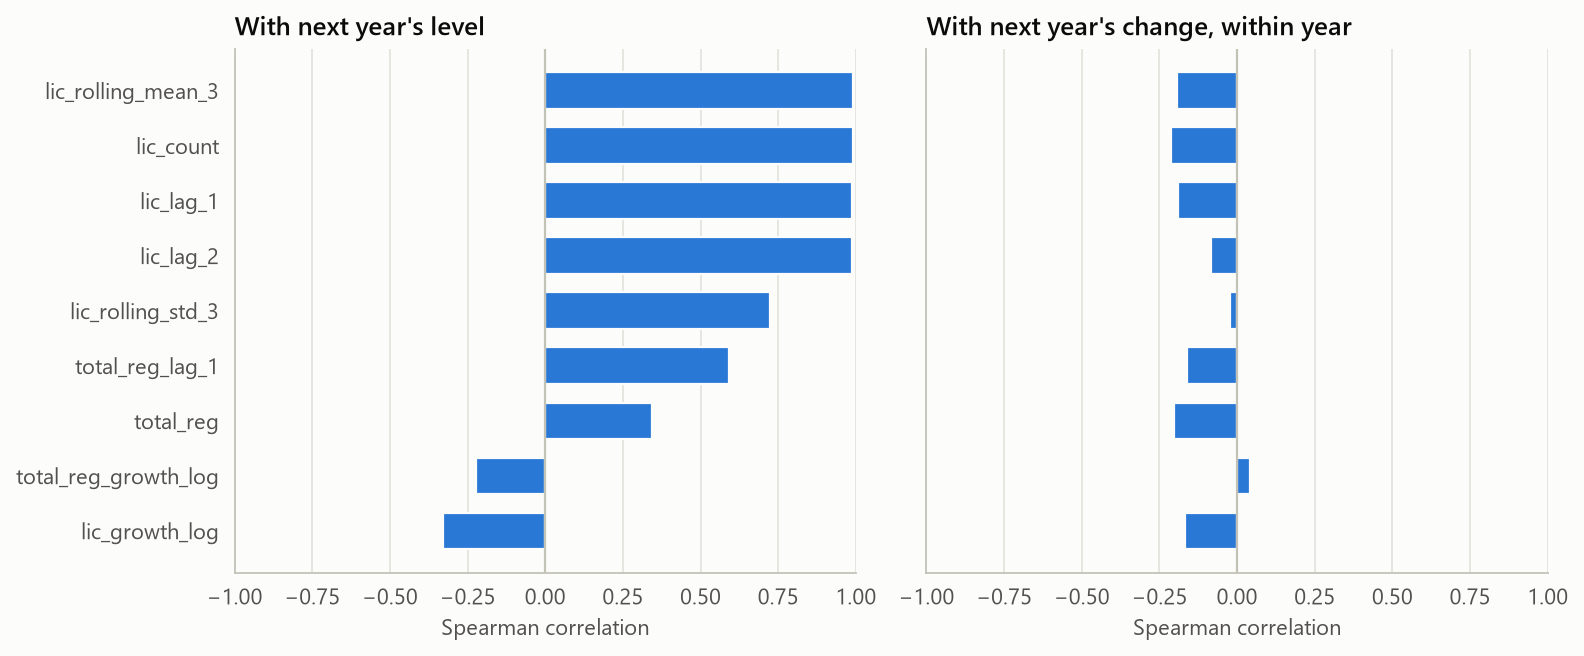 With next year's level
With next year's change, within year
lic_rolling_mean_3
lic_count
lic_lag_1
lic_lag_2
lic_rolling_std_3
total_reg_lag_1
total_reg
total_reg_growth_log
lic_growth_log
−1.00 −0.75 −0.50 −0.25 0.00 0.25 0.50 0.75 1.00
−1.00 −0.75 −0.50 −0.25 0.00 0.25 0.50 0.75 1.00
Spearman correlation
Spearman correlation